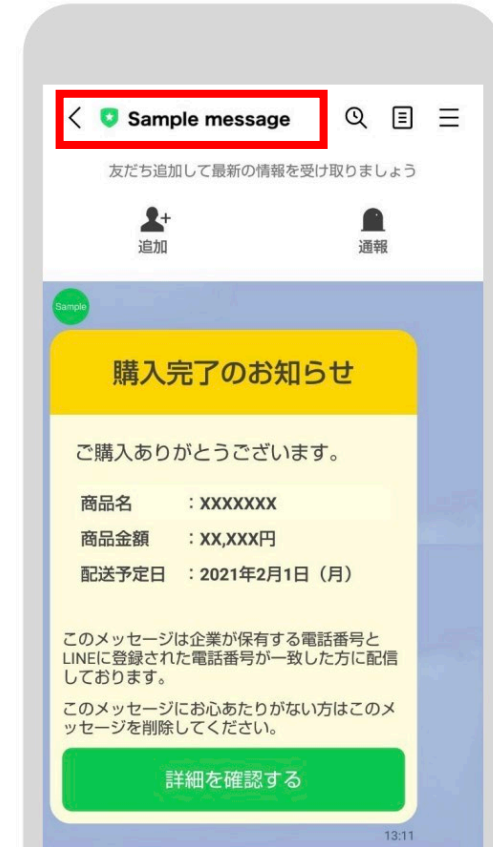 Sample message
友だち追加して最新の情報を受け取りましょう
追加
通報
Sample
購入完了のお知らせ
ご購入ありがとうございます。
商品名 ：XXXXXXX
商品金額 ：XX,XXX円
配送予定日 ：2021年2月1日（月）
このメッセージは企業が保有する電話番号と
LINEに登録された電話番号が一致した方に配信
しております。
このメッセージにお心あたりがない方はこのメ
ッセージを削除してください。
詳細を確認する
13:11